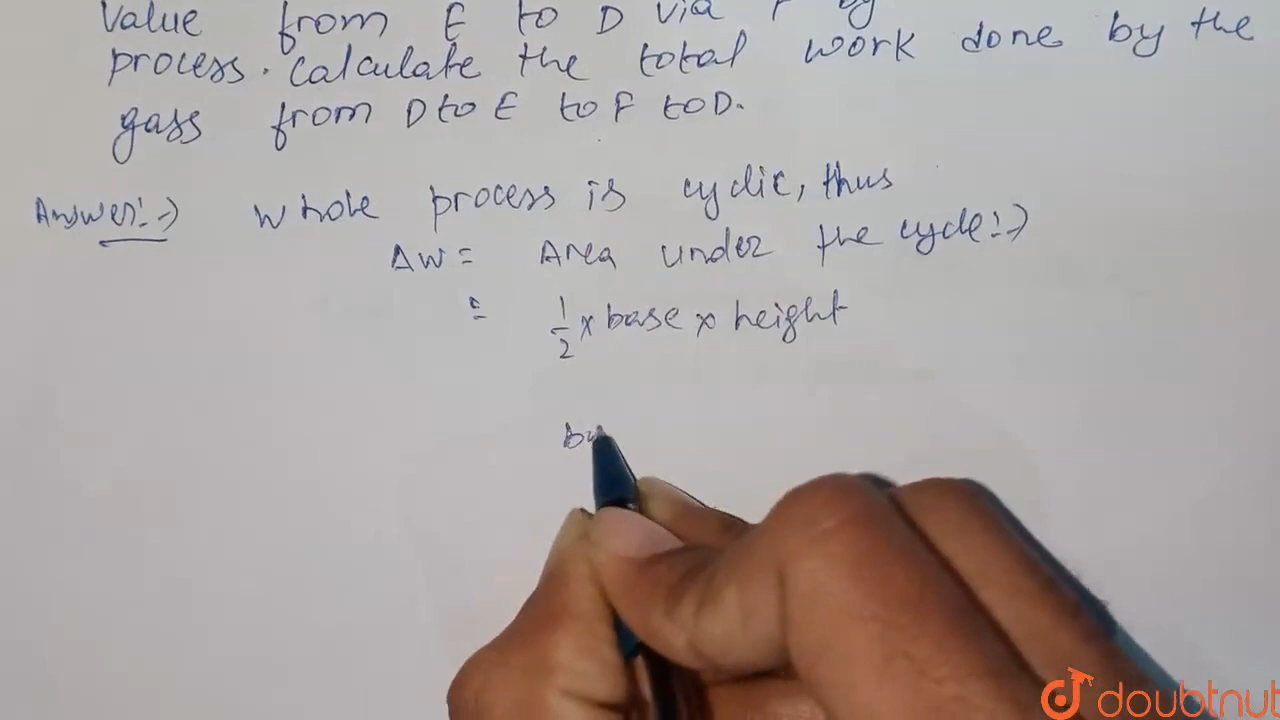 Value from E to D via F by
process. Calculate the total work done by the
gass from D to E to F to D.
Answer:-) Whole process is cyclic, thus
ΔW = Area under the cycle:-)
= 1/2 x base x height
doubtnut